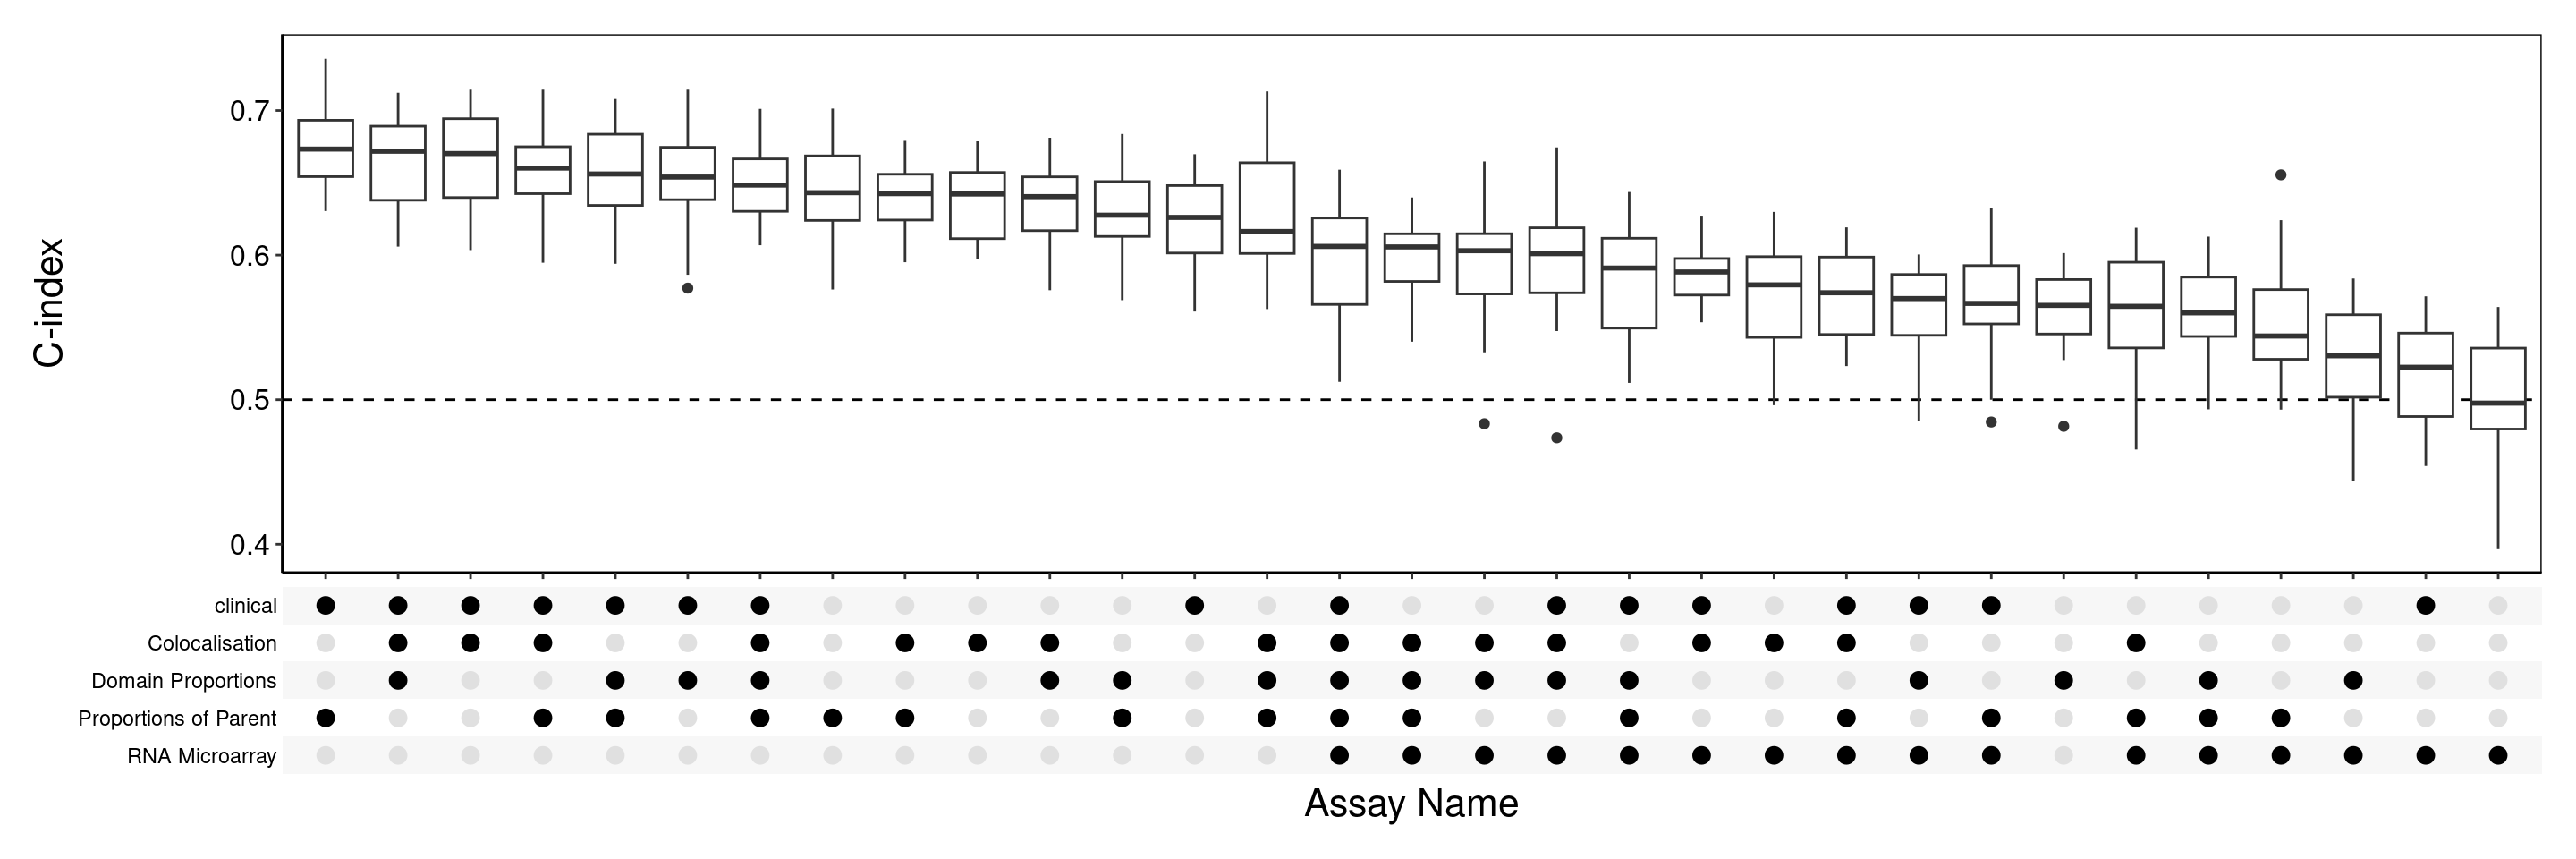 C-index
0.7
0.6
0.5
0.4
clinical
Colocalisation
Domain Proportions
Proportions of Parent
RNA Microarray
Assay Name